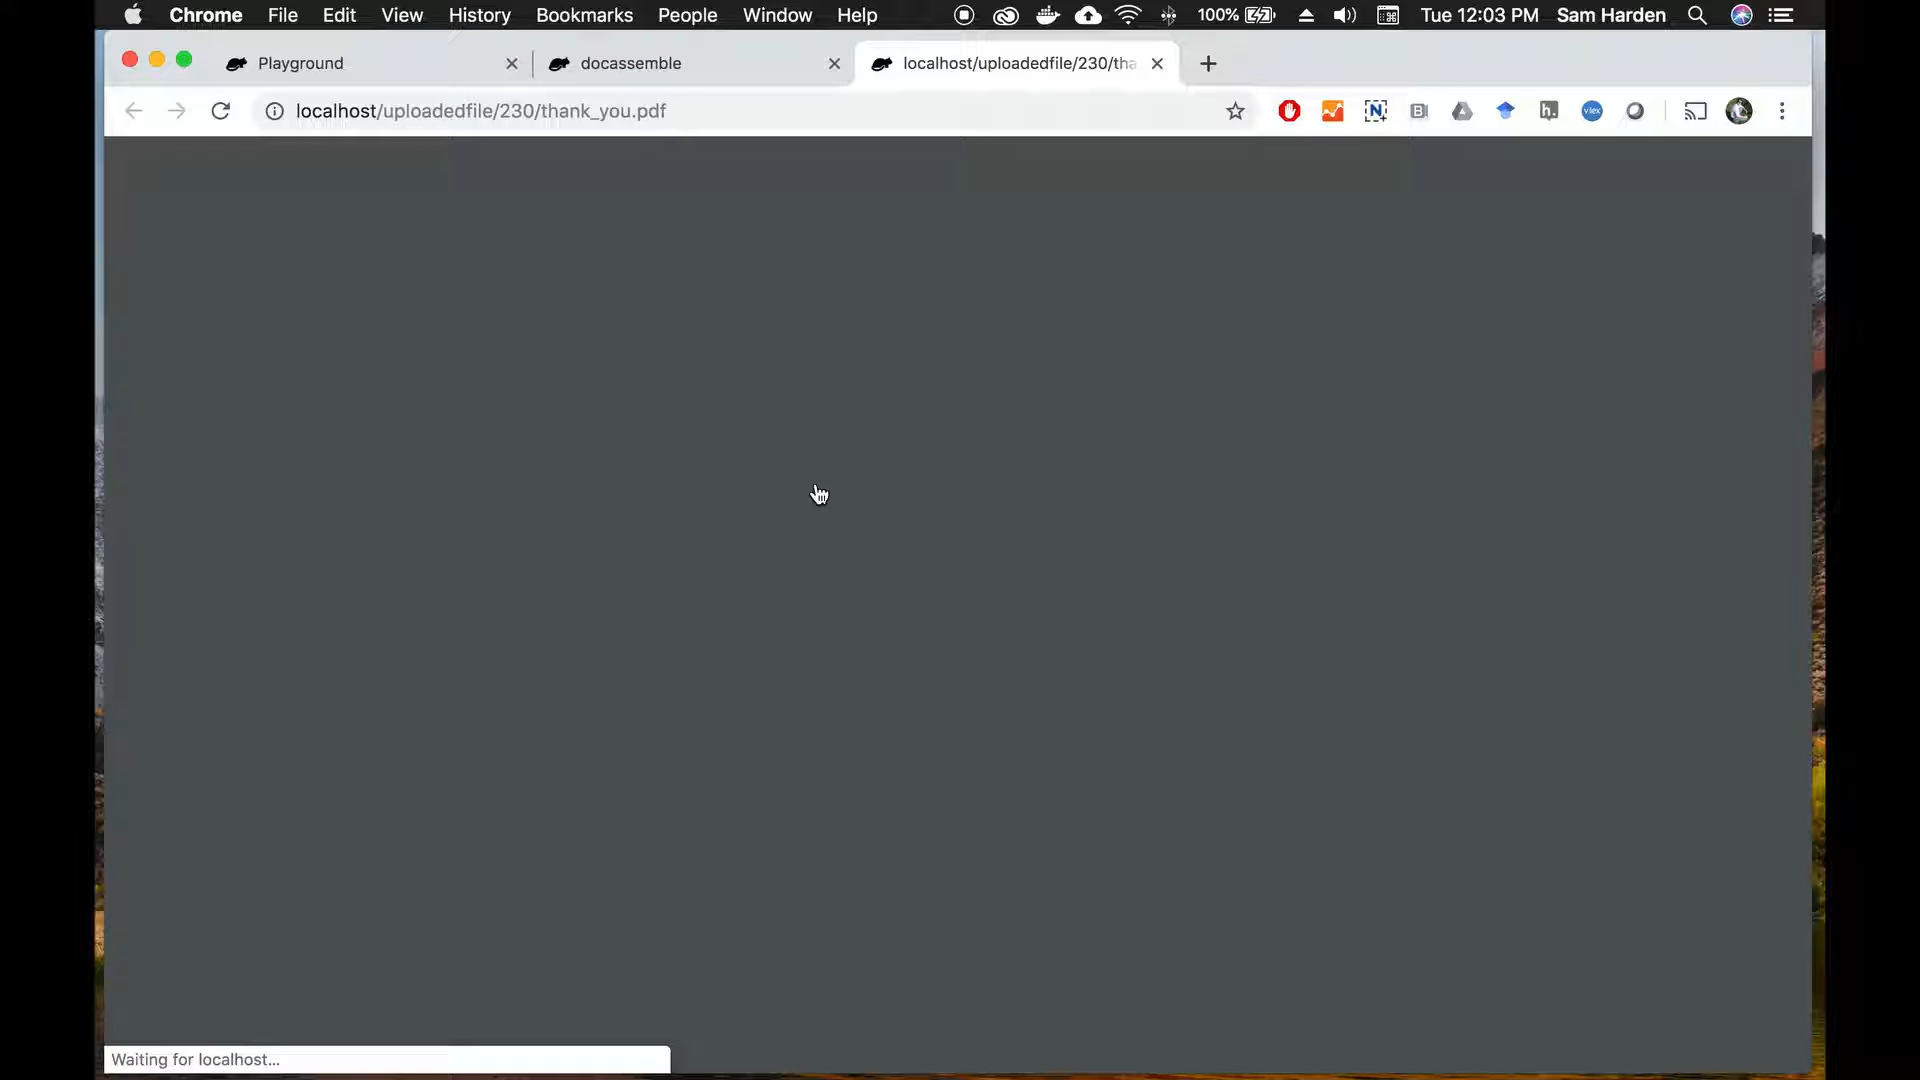 Chrome File Edit View History Bookmarks People Window Help 100% Tue 12:03 PM Sam Harden
Playground docassemble localhost/uploadedfile/230/tha
localhost/uploadedfile/230/thank_you.pdf N B h. vlex
Waiting for localhost...